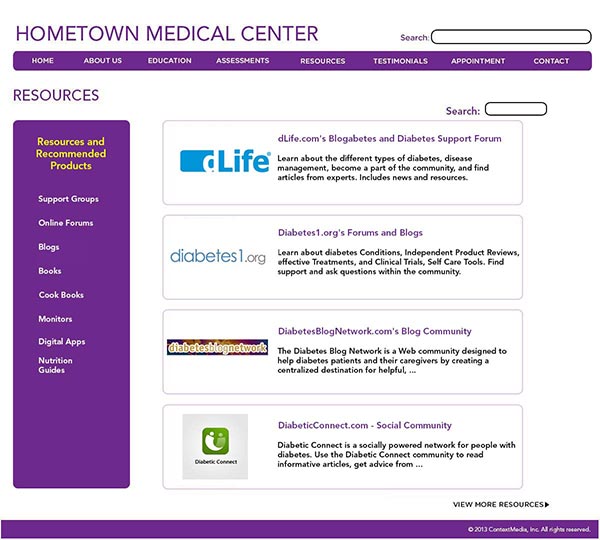 HOMETOWN MEDICAL CENTER
Search:
HOME ABOUT US EDUCATION ASSESSMENTS RESOURCES TESTIMONIALS APPOINTMENT CONTACT
RESOURCES
Search:
Resources and
Recommended
Products
Support Groups
Online Forums
Blogs
Books
Cook Books
Monitors
Digital Apps
Nutrition
Guides
dLife®
dLife.com's Blogabetes and Diabetes Support Forum
Learn about the different types of diabetes, disease
management, become a part of the community, and find
articles from experts. Includes news and resources.
diabetes1.org
Diabetes1.org's Forums and Blogs
Learn about diabetes Conditions, Independent Product Reviews,
effective Treatments, and Clinical Trials, Self Care Tools. Find
support and ask questions within the community.
diabetesblognetwork
DiabetesBlogNetwork.com's Blog Community
The Diabetes Blog Network is a Web community designed to
help diabetes patients and their caregivers by creating a
centralized destination for helpful, ...
Diabetic Connect
DiabeticConnect.com - Social Community
Diabetic Connect is a socially powered network for people with
diabetes. Use the Diabetic Connect community to read
informative articles, get advice from ...
VIEW MORE RESOURCES▶
© 2013 ContextMedia, Inc. All rights reserved.